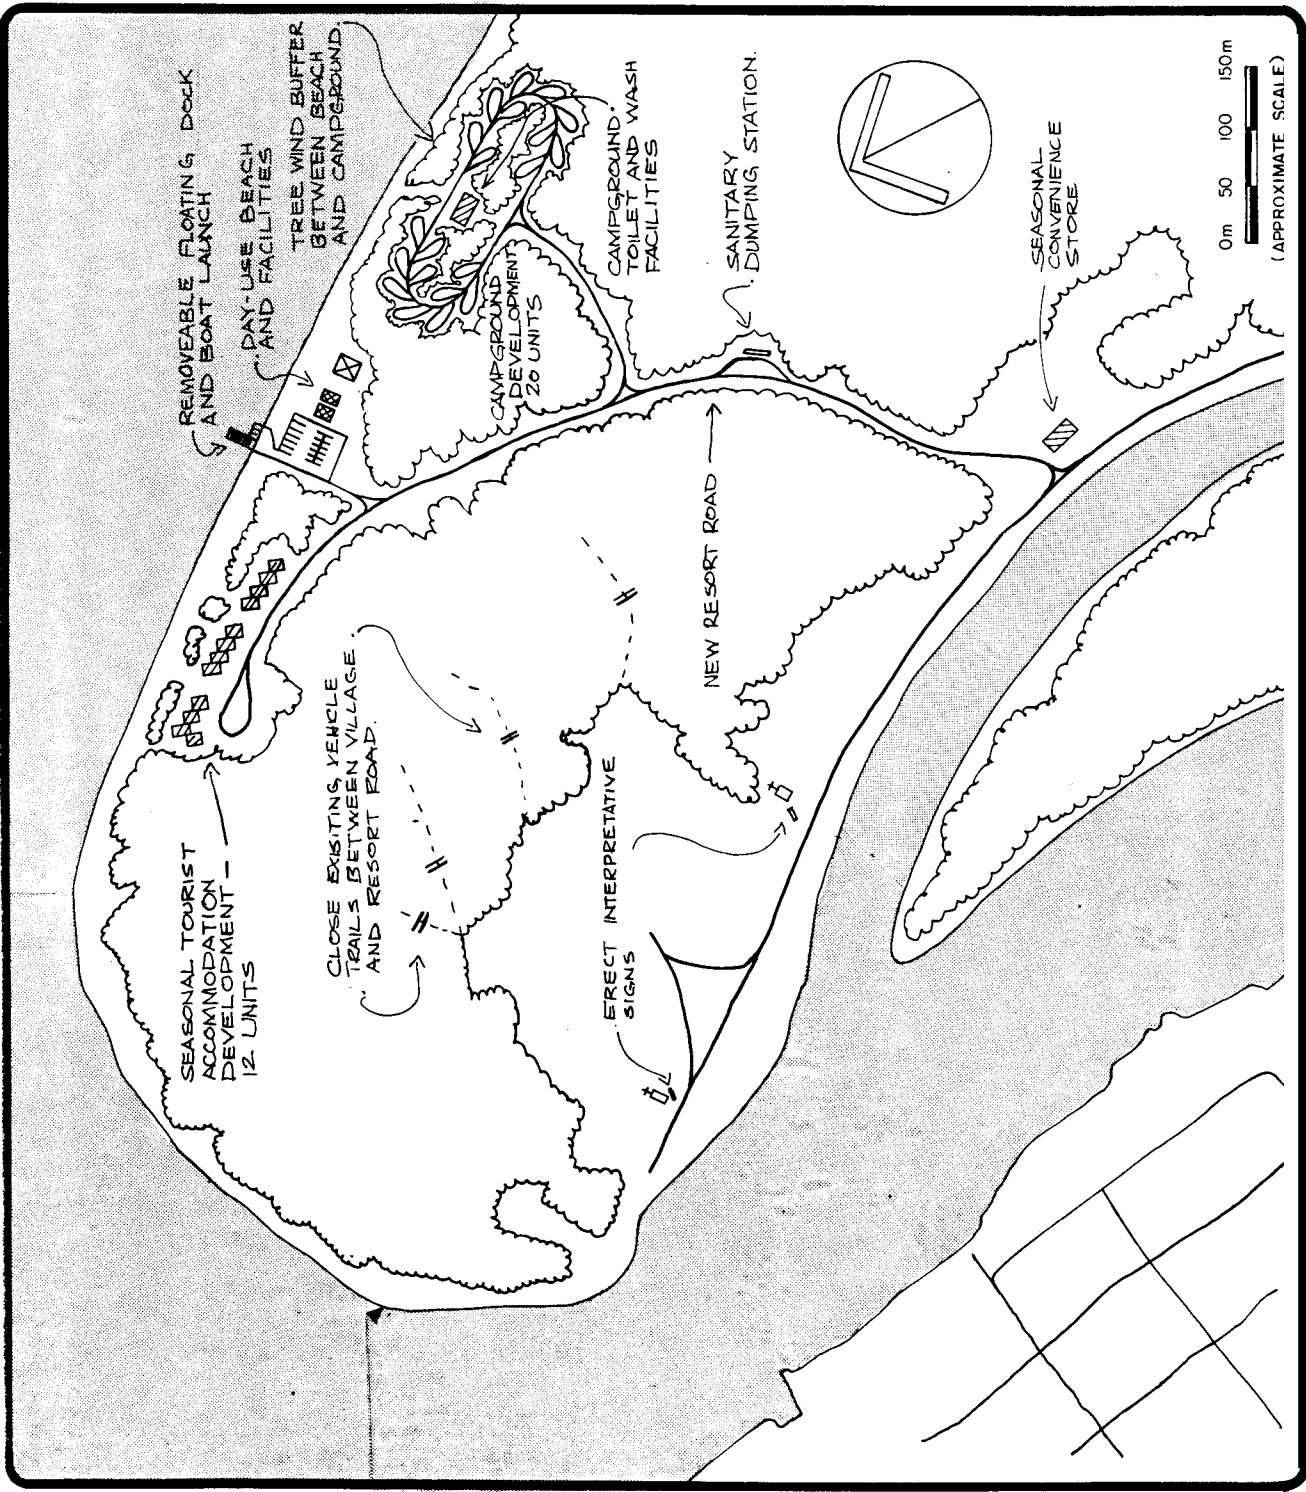 REMOVEABLE FLOATING DOCK
AND BOAT LAUNCH
DAY-USE BEACH
AND FACILITIES
TREE WIND BUFFER
BETWEEN BEACH
AND CAMPGROUND.
CAMPGROUND
DEVELOPMENT
20 UNITS
CAMPGROUND
TOILET AND WASH
FACILITIES
SANITARY
DUMPING STATION.
SEASONAL
CONVENIENCE
STORE
0m 50 100 150m
(APPROXIMATE SCALE)
NEW RESORT ROAD
CLOSE EXISTING VEHICLE
TRAILS BETWEEN VILLAGE
AND RESORT ROAD.
ERECT INTERPRETATIVE
SIGNS
SEASONAL TOURIST
ACCOMMODATION
DEVELOPMENT -
12 UNITS